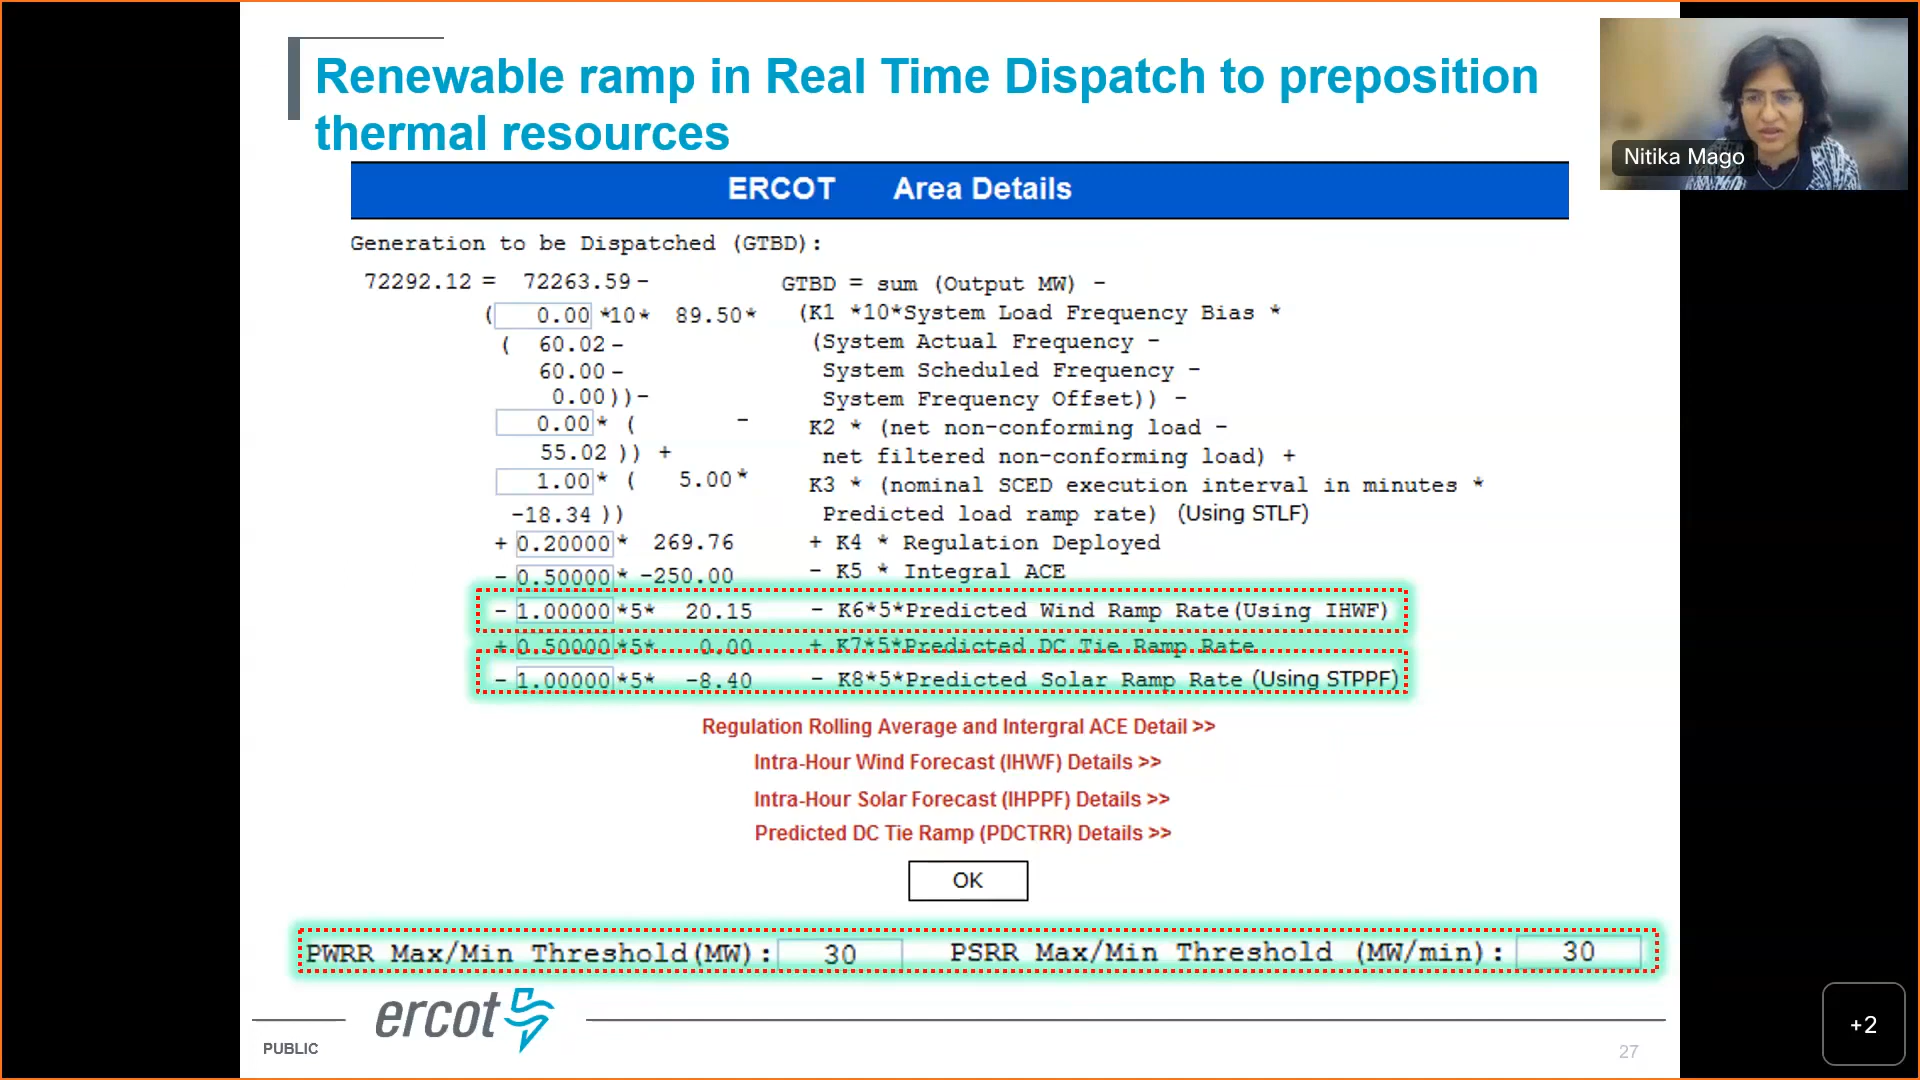 Renewable ramp in Real Time Dispatch to preposition
thermal resources
Nitika Mago
ERCOT Area Details
Generation to be Dispatched (GTBD):
72292.12 = 72263.59 - GTBD = sum (Output MW) -
( 0.00 *10* 89.50* (K1 *10*System Load Frequency Bias *
( 60.02 - (System Actual Frequency -
60.00 - System Scheduled Frequency -
0.00 )) - System Frequency Offset)) -
0.00 * ( - K2 * (net non-conforming load -
55.02 )) + net filtered non-conforming load) +
1.00 * ( 5.00 * K3 * (nominal SCED execution interval in minutes *
-18.34 )) Predicted load ramp rate) (Using STLF)
+ 0.20000 * 269.76 + K4 * Regulation Deployed
- 0.50000 * -250.00 - K5 * Integral ACE
- 1.00000 *5* 20.15 - K6*5*Predicted Wind Ramp Rate (Using IHWF)
+ 0.50000 *5* 0.00 + K7*5*Predicted DC Tie Ramp Rate
- 1.00000 *5* -8.40 - K8*5*Predicted Solar Ramp Rate (Using STPPF)
Regulation Rolling Average and Intergral ACE Detail >>
Intra-Hour Wind Forecast (IHWF) Details >>
Intra-Hour Solar Forecast (IHPPF) Details >>
Predicted DC Tie Ramp (PDCTRR) Details >>
OK
PWRR Max/Min Threshold(MW): 30 PSRR Max/Min Threshold (MW/min): 30
ercot
PUBLIC
27
+2